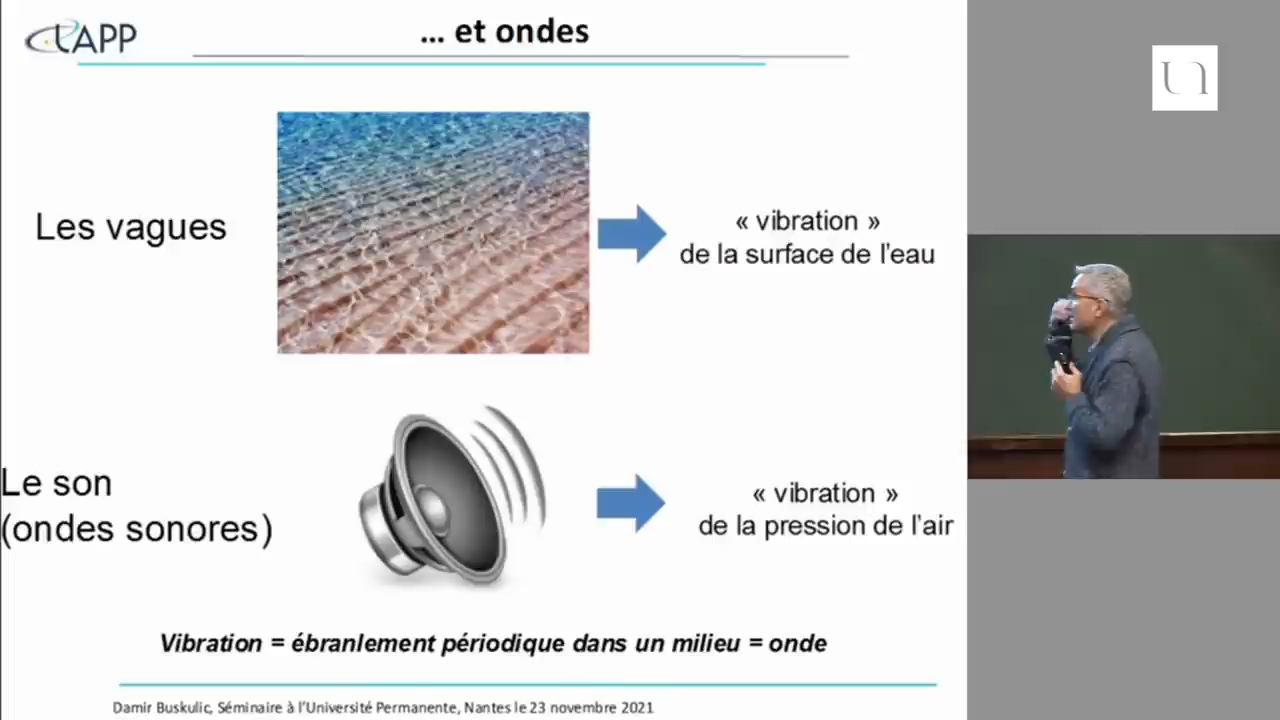 LAPP
... et ondes
un
Les vagues
« vibration »
de la surface de l'eau
Le son
(ondes sonores)
« vibration »
de la pression de l'air
Vibration = ébranlement périodique dans un milieu = onde
Damir Buskulic, Séminaire à l'Université Permanente, Nantes le 23 novembre 2021